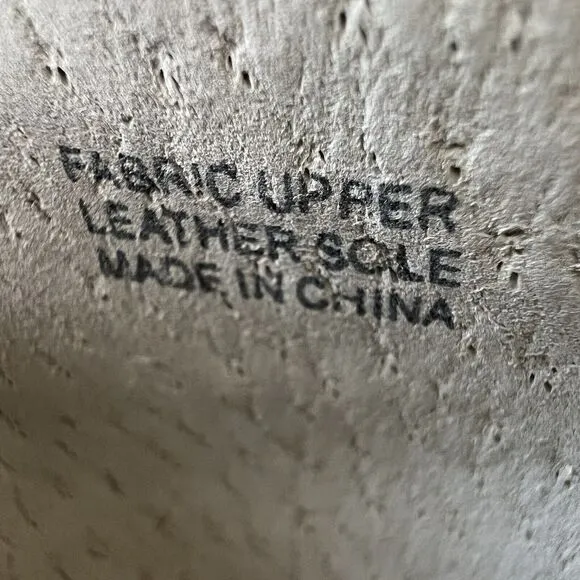 FABRIC UPPER
LEATHER SOLE
MADE IN CHINA